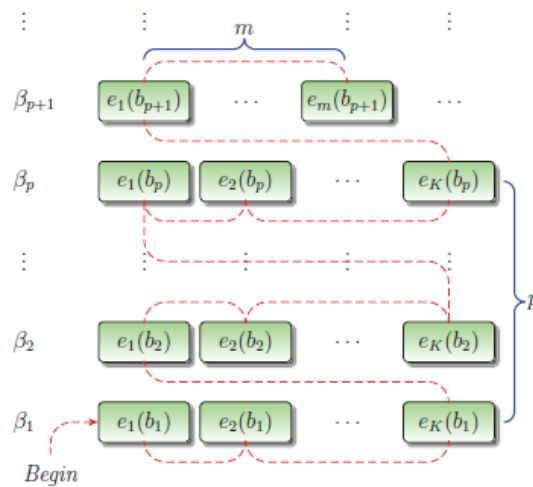 m
β_{p+1} e_1(b_{p+1}) ⋯ e_m(b_{p+1}) ⋯
β_p e_1(b_p) e_2(b_p) ⋯ e_K(b_p)
p
β_2 e_1(b_2) e_2(b_2) ⋯ e_K(b_2)
β_1 e_1(b_1) e_2(b_1) ⋯ e_K(b_1)
Begin